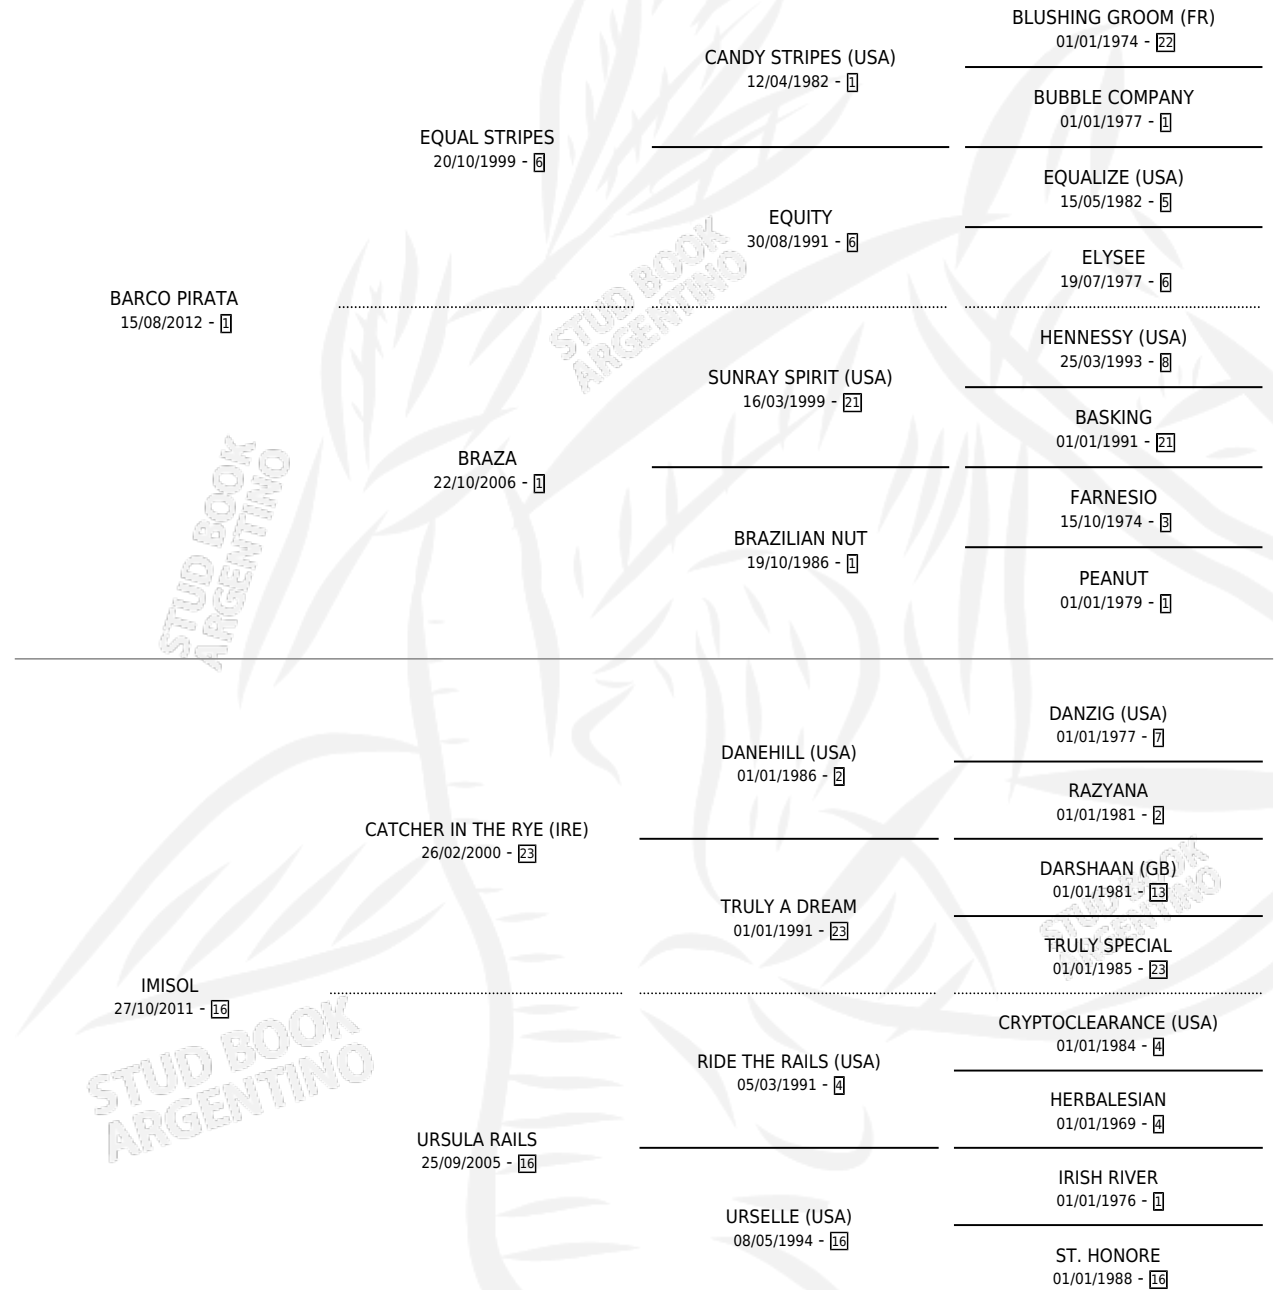 BLUSHING GROOM (FR)
01/01/1974 - 22
CANDY STRIPES (USA)
12/04/1982 - 1
BUBBLE COMPANY
01/01/1977 - 1
EQUAL STRIPES
20/10/1999 - 6
EQUALIZE (USA)
15/05/1982 - 5
EQUITY
30/08/1991 - 6
ELYSEE
19/07/1977 - 6
BARCO PIRATA
15/08/2012 - 1
HENNESSY (USA)
25/03/1993 - 8
SUNRAY SPIRIT (USA)
16/03/1999 - 21
BASKING
01/01/1991 - 21
BRAZA
22/10/2006 - 1
FARNESIO
15/10/1974 - 3
BRAZILIAN NUT
19/10/1986 - 1
PEANUT
01/01/1979 - 1
DANZIG (USA)
01/01/1977 - 7
DANEHILL (USA)
01/01/1986 - 2
RAZYANA
01/01/1981 - 2
CATCHER IN THE RYE (IRE)
26/02/2000 - 23
DARSHAAN (GB)
01/01/1981 - 13
TRULY A DREAM
01/01/1991 - 23
TRULY SPECIAL
01/01/1985 - 23
IMISOL
27/10/2011 - 16
CRYPTOCLEARANCE (USA)
01/01/1984 - 4
RIDE THE RAILS (USA)
05/03/1991 - 4
HERBALESIAN
01/01/1969 - 4
URSULA RAILS
25/09/2005 - 16
IRISH RIVER
01/01/1976 - 1
URSELLE (USA)
08/05/1994 - 16
ST. HONORE
01/01/1988 - 16
STUD BOOK
ARGENTINO
STUD BOOK
ARGENTINO
STUD BOOK
ARGENTINO
STUD BOOK
ARGENTINO